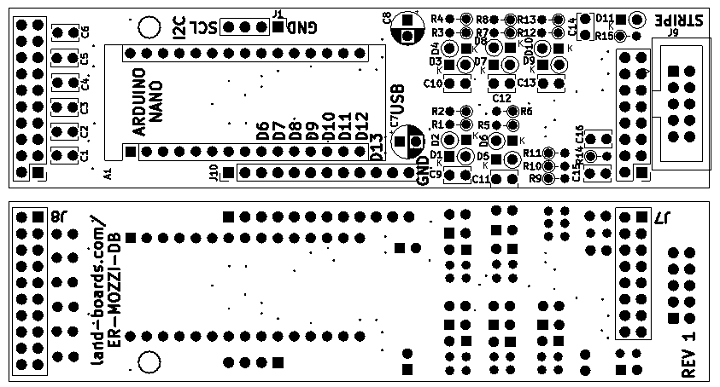 I2C
SCL
J1
GND
C8
R4
R8
R13
C14
D11
STRIPE
R3
R7
R12
K
R15
J6
D4
D8
D10
K
K
K
C6
C5
C4
C3
C2
C1
D3
D7
D9
K
K
K
C10
C13
C12
ARDUINO
NANO
USB
C7
D6
D7
D8
D9
D10
D11
D12
D13
R2
R6
R1
R5
D2
D6
K
K
C16
D1
D5
R11
R14
K
K
R10
A1
J10
GND
C9
C11
R9
C15
J8
J7
land-boards.com/
ER-MOZZI-DB
REV 1